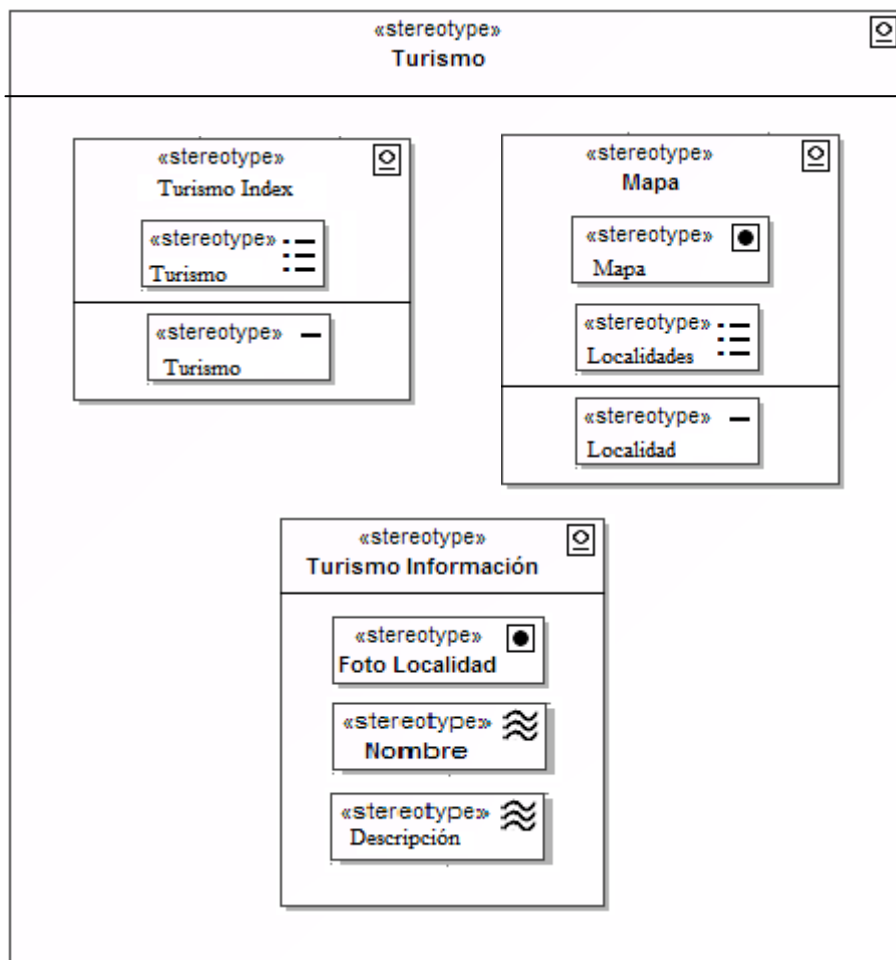 «stereotype»
Turismo
«stereotype»
Turismo Index
«stereotype»
Turismo
«stereotype»
Turismo
«stereotype»
Mapa
«stereotype»
Mapa
«stereotype»
Localidades
«stereotype»
Localidad
«stereotype»
Turismo Información
«stereotype»
Foto Localidad
«stereotype»
Nombre
«stereotype»
Descripción